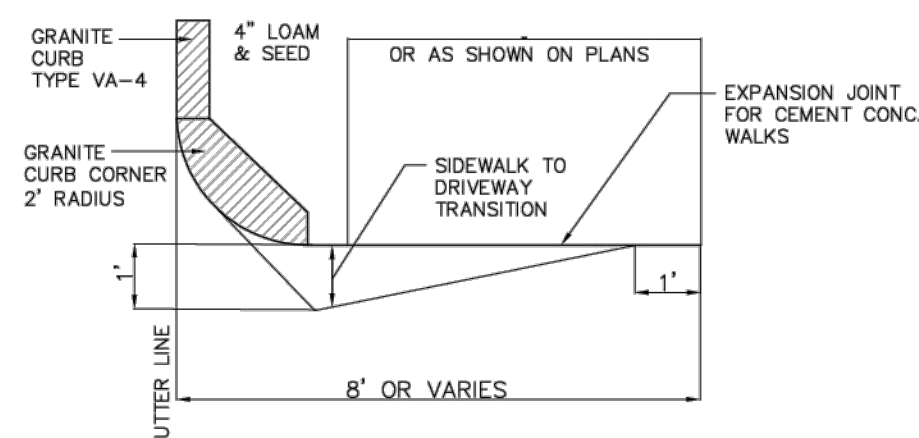 GRANITE
CURB
TYPE VA-4
4" LOAM
& SEED
OR AS SHOWN ON PLANS
EXPANSION JOINT
FOR CEMENT CONC.
WALKS
GRANITE
CURB CORNER
2' RADIUS
SIDEWALK TO
DRIVEWAY
TRANSITION
1'
1'
UTTER LINE
8' OR VARIES